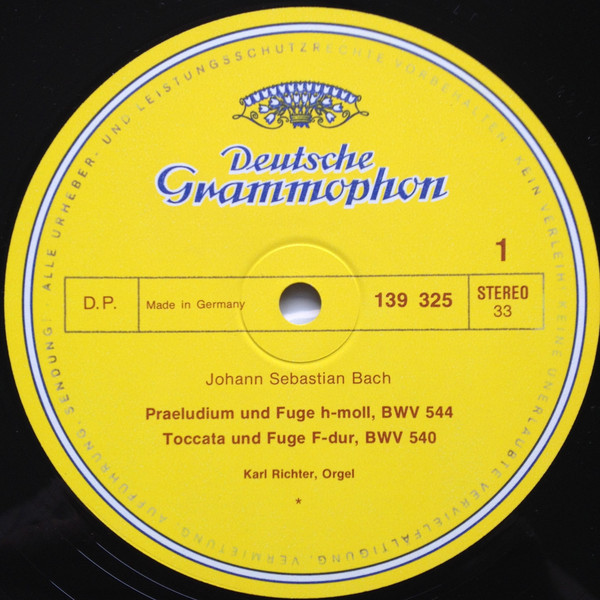 ALLE URHEBER- UND LEISTUNGSSCHUTZRECHTE VORBEHALTEN. KEIN VERLEIH. KEINE UNERLAUBTE VERVIELFÄLTIGUNG, VERMIETUNG, AUFFÜHRUNG, SENDUNG!
Deutsche
Grammophon
1
D.P.
Made in Germany
139 325
STEREO
33
Johann Sebastian Bach
Praeludium und Fuge h-moll, BWV 544
Toccata und Fuge F-dur, BWV 540
Karl Richter, Orgel
*